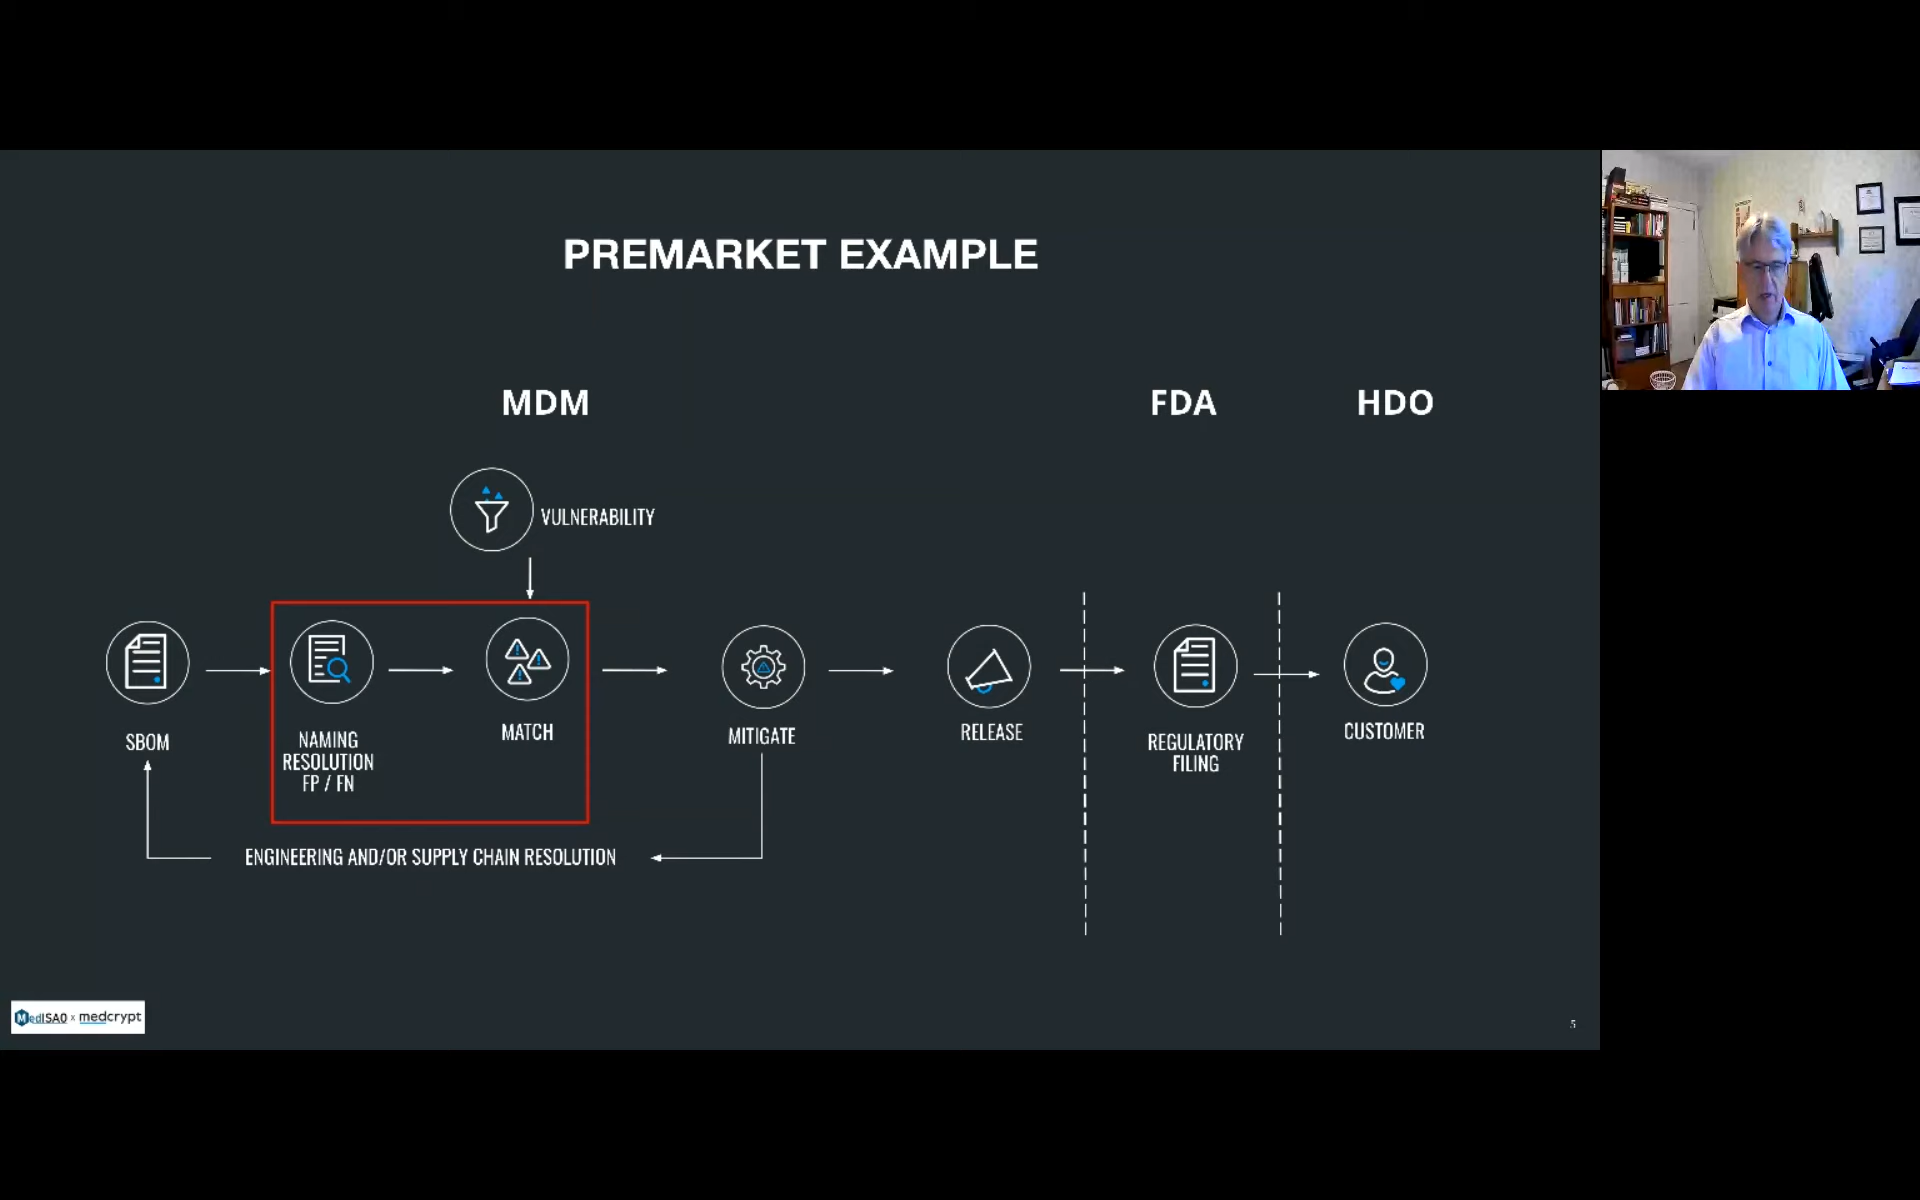 PREMARKET EXAMPLE
MDM
FDA
HDO
VULNERABILITY
SBOM
NAMING
RESOLUTION
FP / FN
MATCH
MITIGATE
RELEASE
REGULATORY
FILING
CUSTOMER
ENGINEERING AND/OR SUPPLY CHAIN RESOLUTION
MedISAO x medcrypt
5